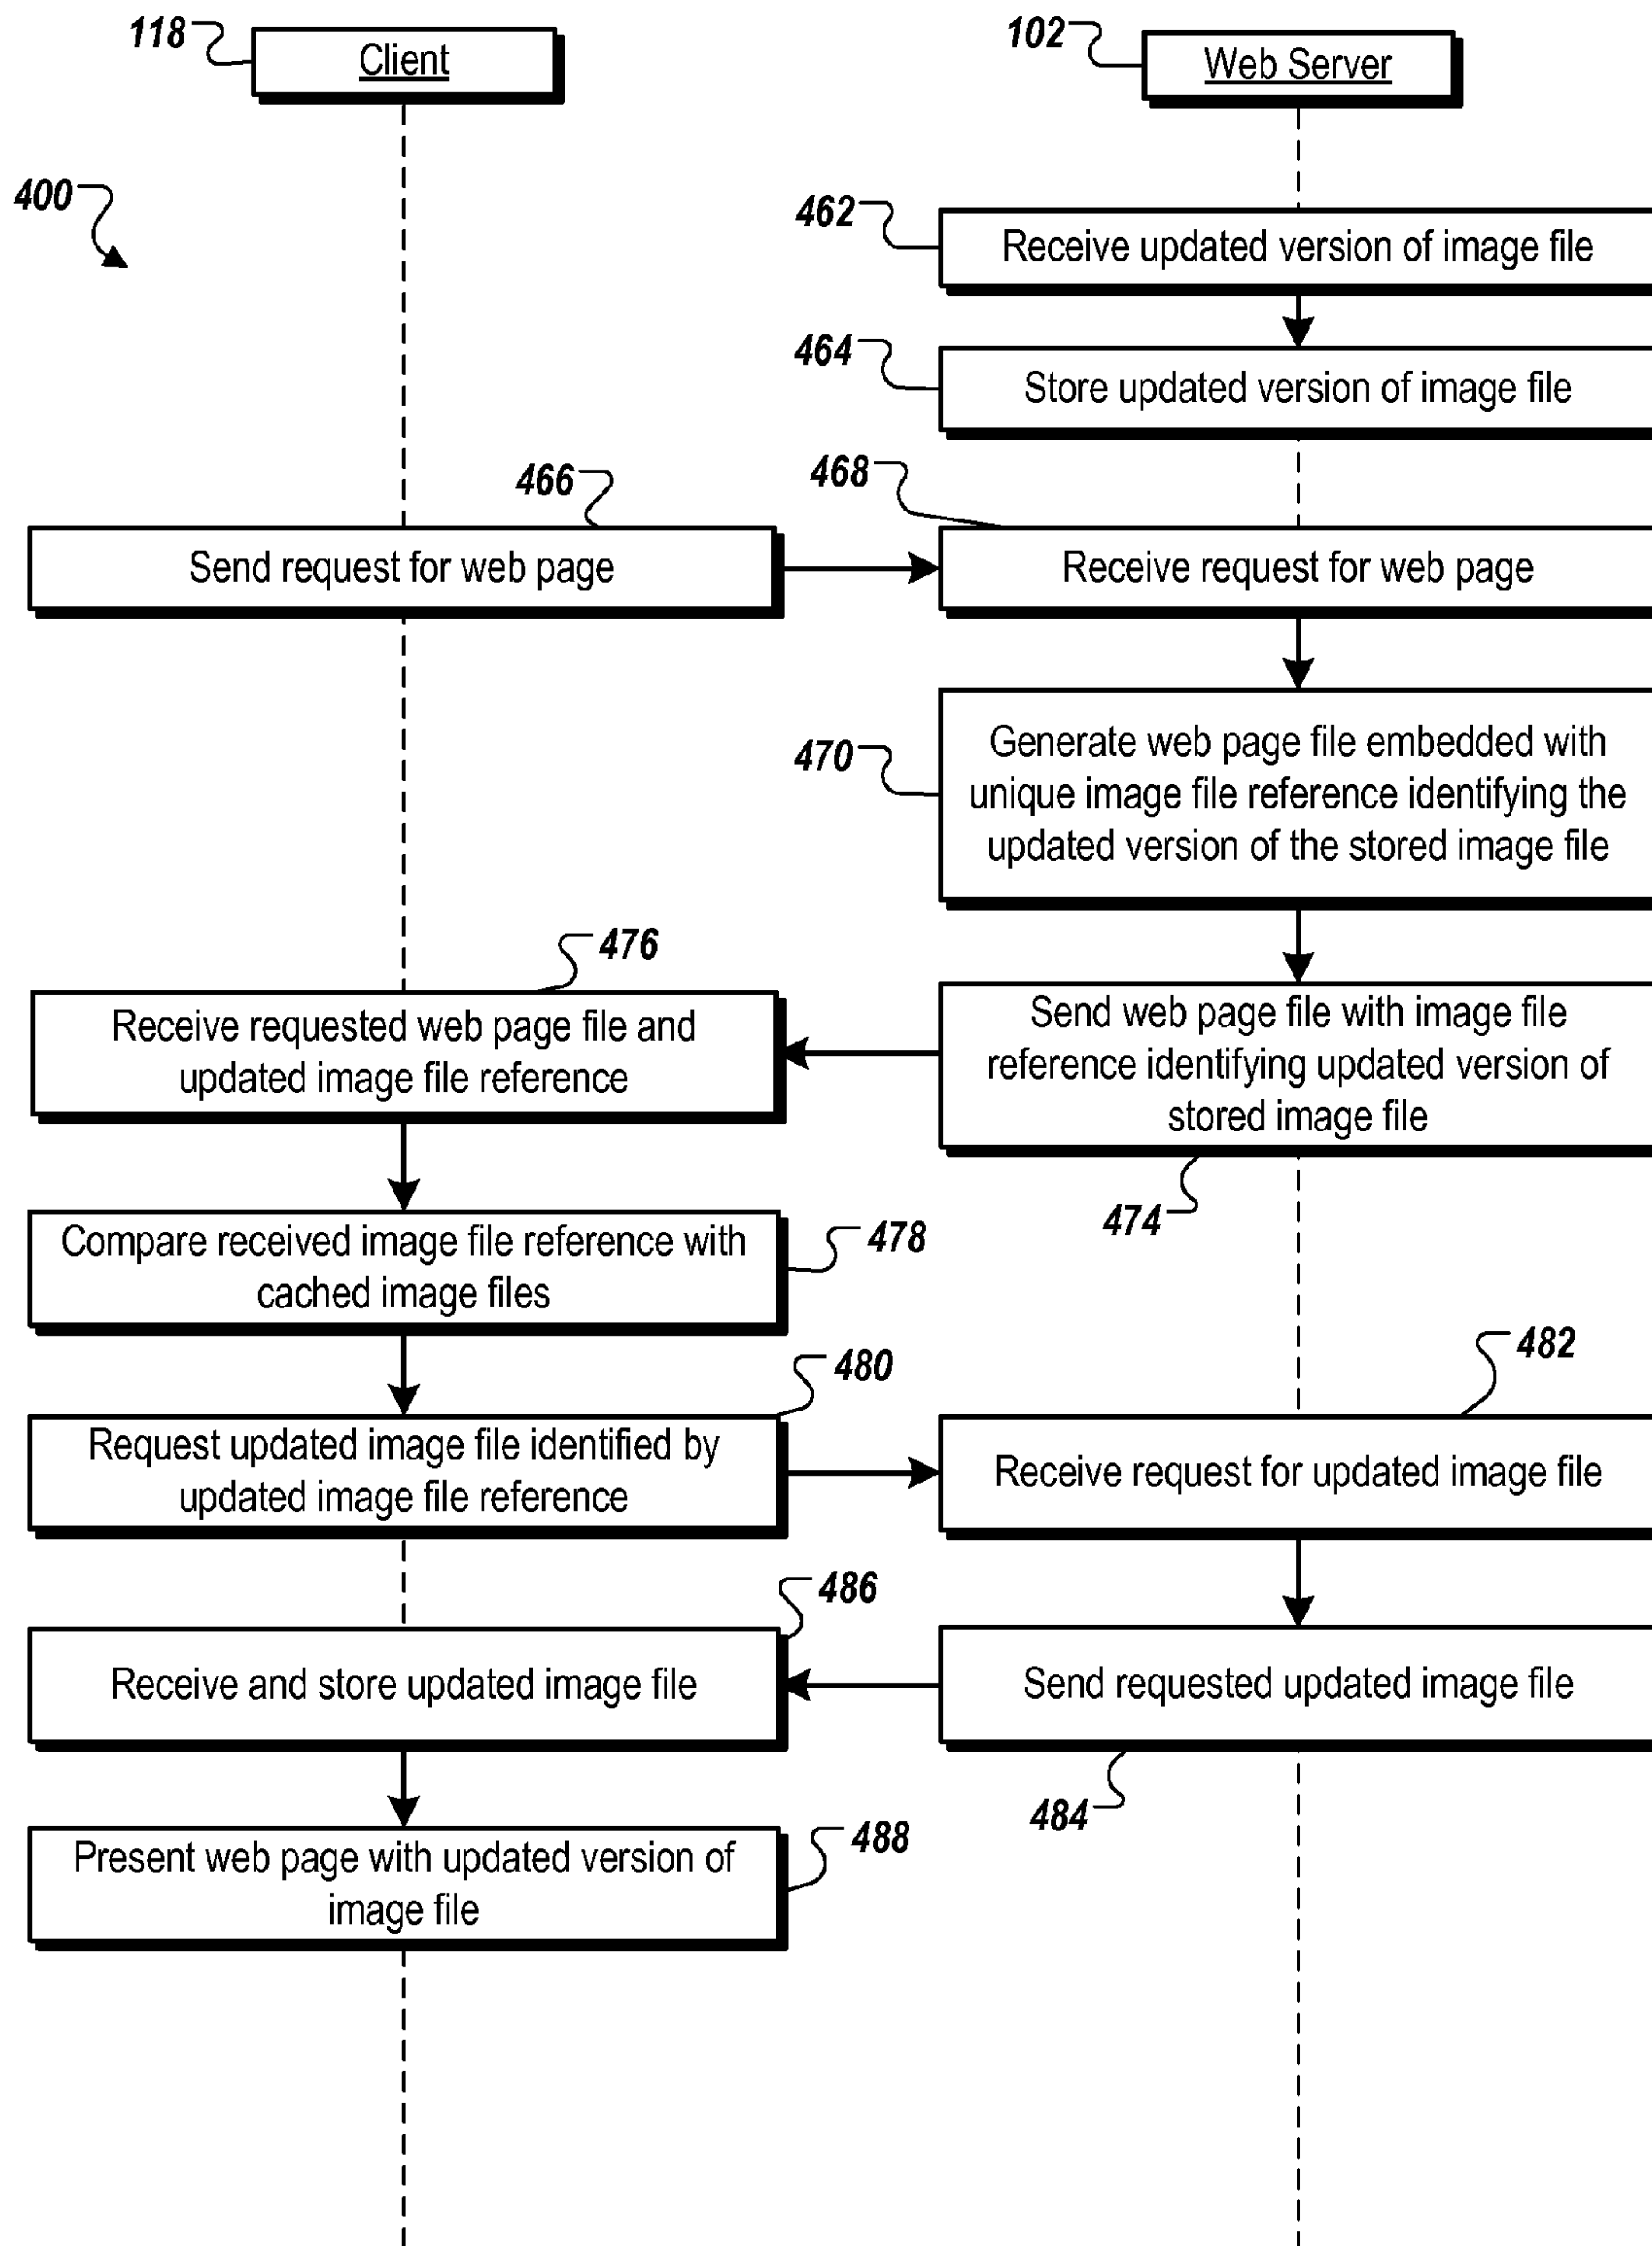 118
Client
102
Web Server
400
462
Receive updated version of image file
464
Store updated version of image file
466
468
Send request for web page
Receive request for web page
470
Generate web page file embedded with
unique image file reference identifying the
updated version of the stored image file
476
Receive requested web page file and
updated image file reference
Send web page file with image file
reference identifying updated version of
stored image file
474
Compare received image file reference with
cached image files
478
480
482
Request updated image file identified by
updated image file reference
Receive request for updated image file
486
Receive and store updated image file
Send requested updated image file
484
488
Present web page with updated version of
image file